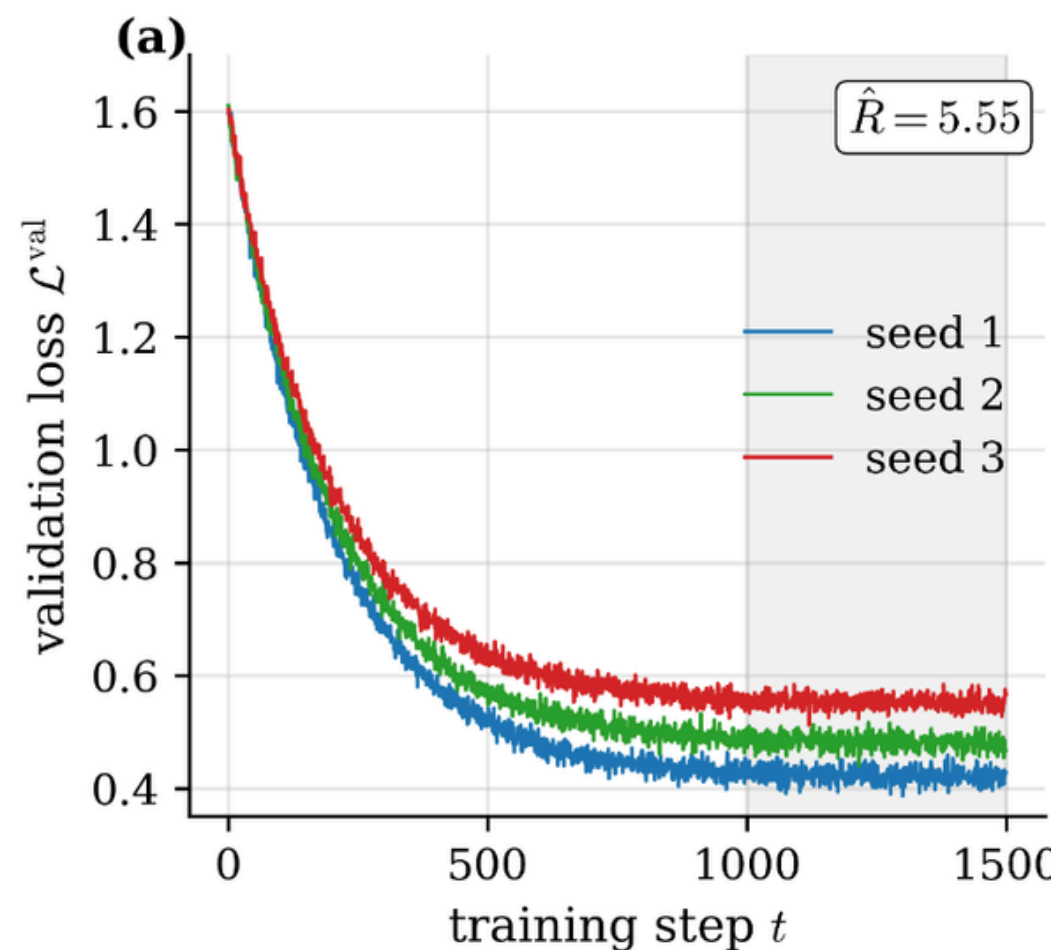 (a)
R̂ = 5.55
validation loss ℒ^val
1.6
1.4
1.2
1.0
0.8
0.6
0.4
seed 1
seed 2
seed 3
0 500 1000 1500
training step t